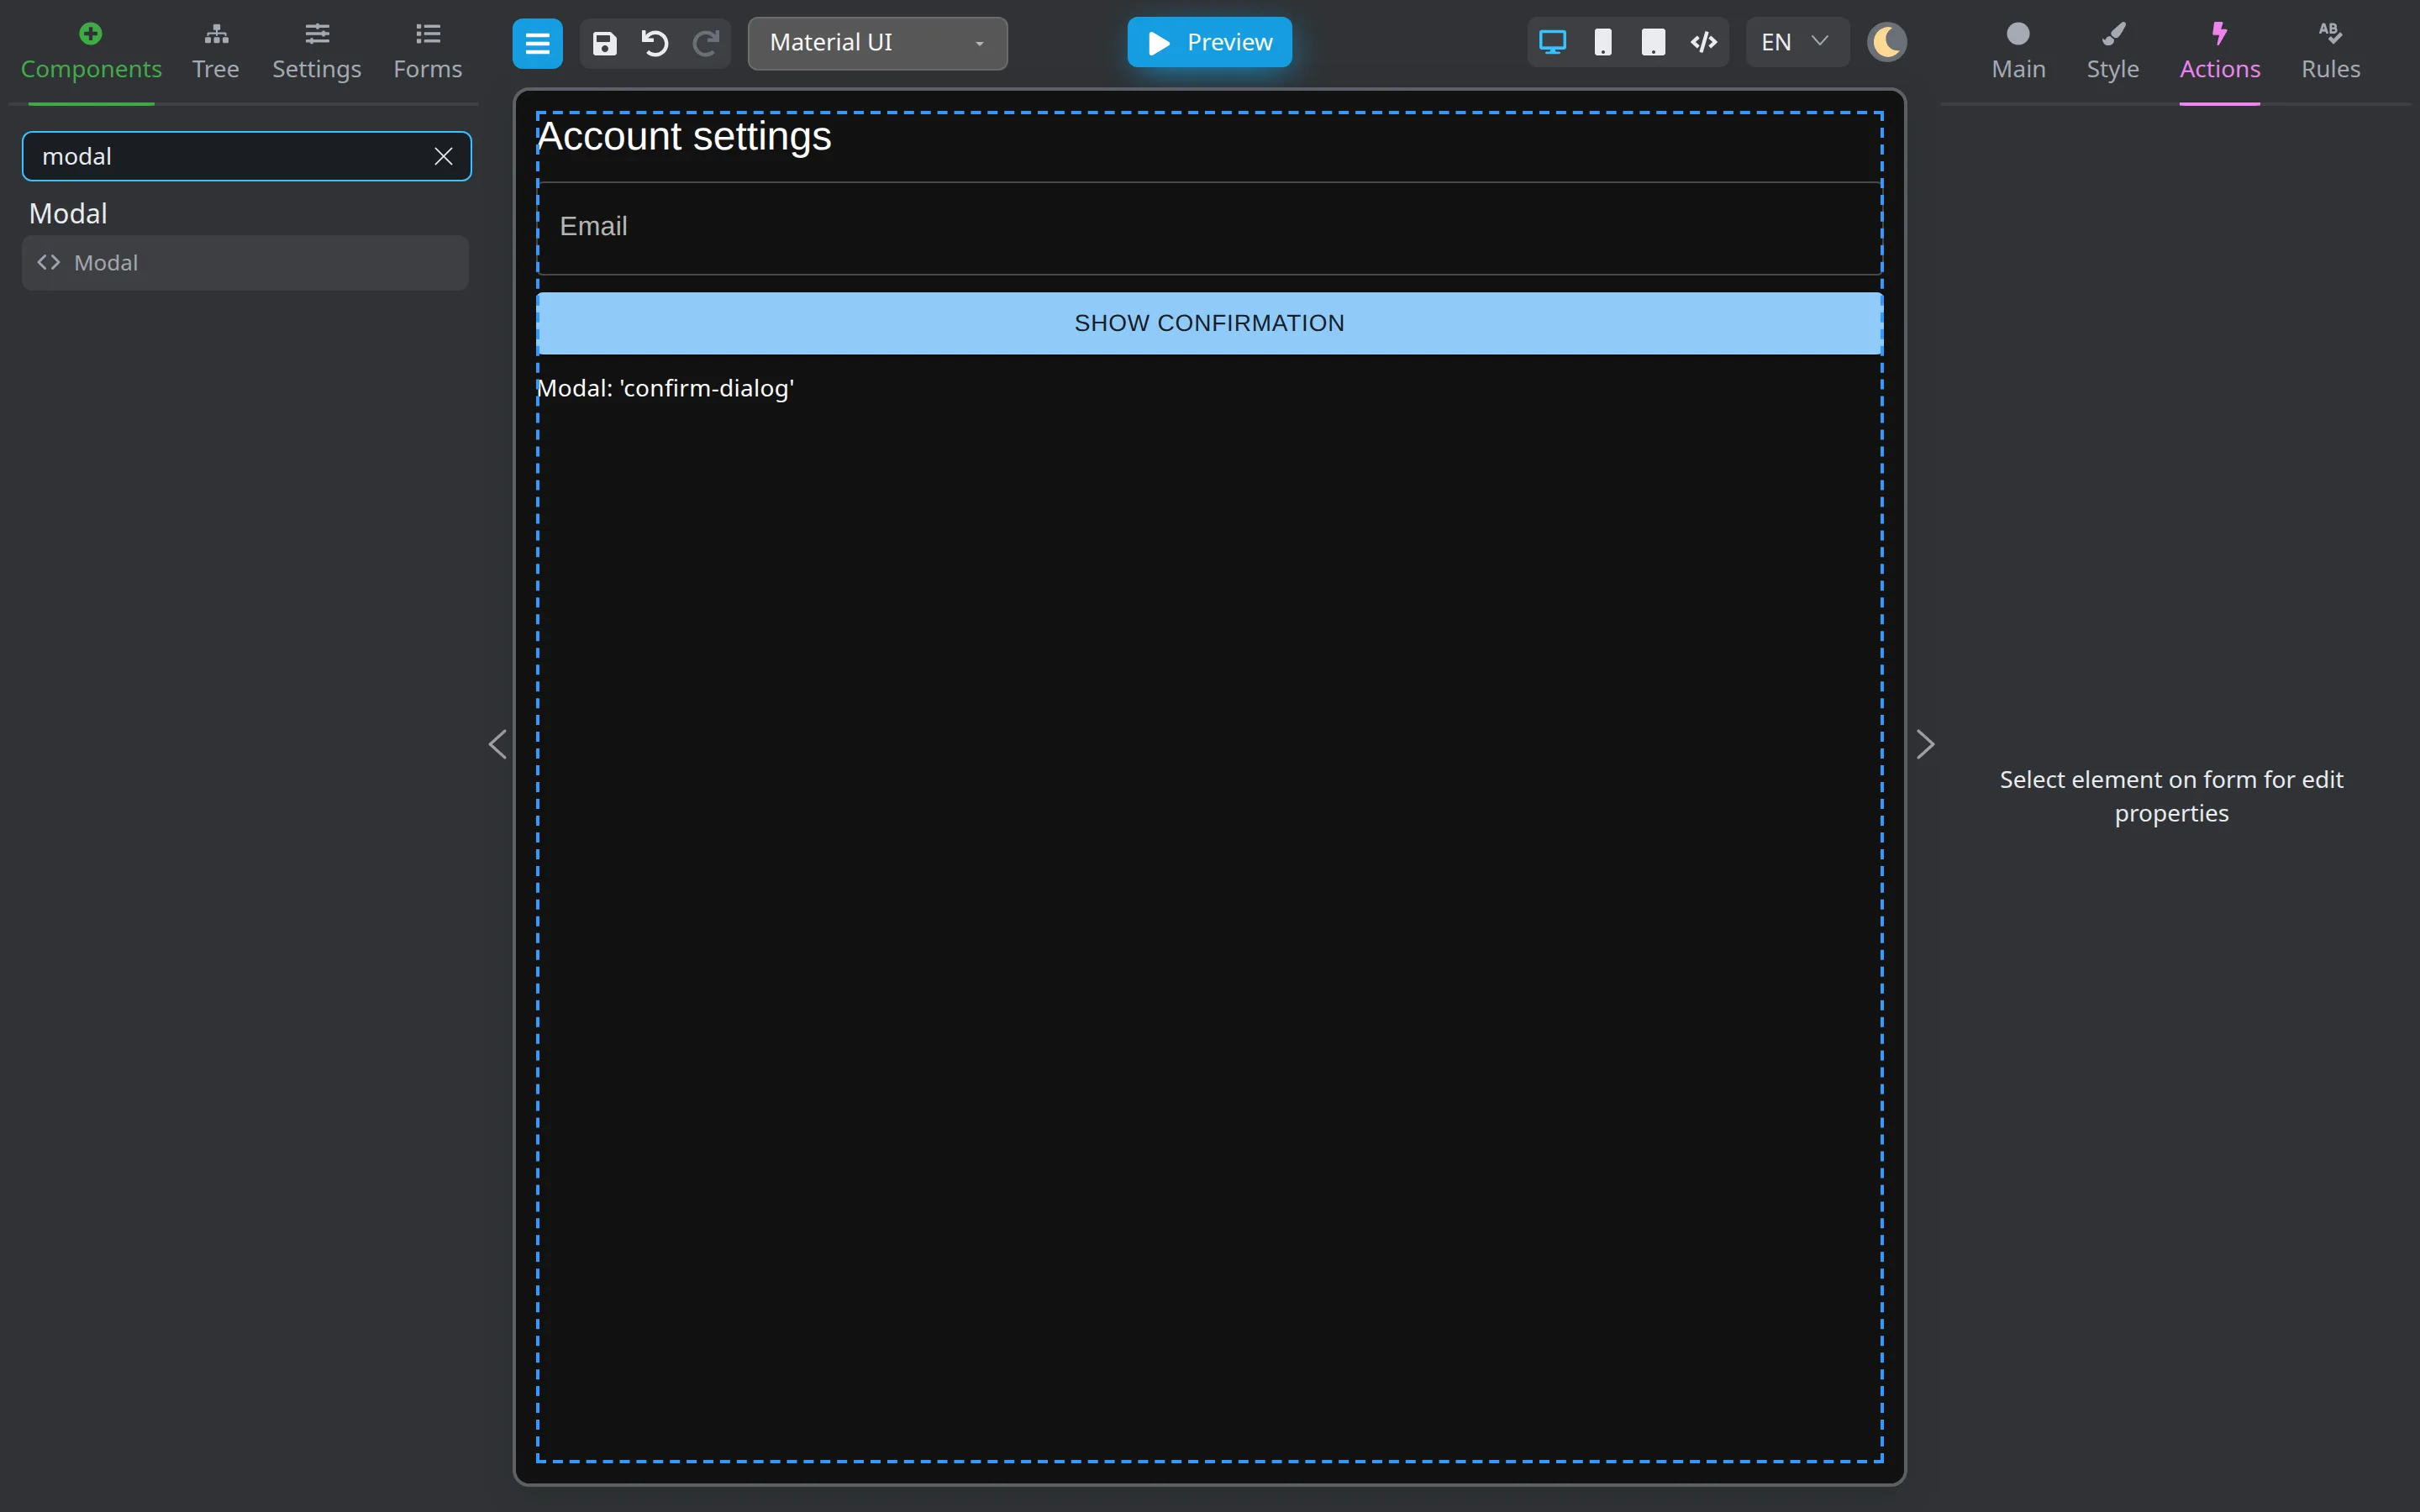 Components Tree Settings Forms
Material UI
Preview
EN
Main Style Actions AB Rules
modal
Modal
Modal
Account settings
Email
SHOW CONFIRMATION
Modal: 'confirm-dialog'
Select element on form for edit
properties